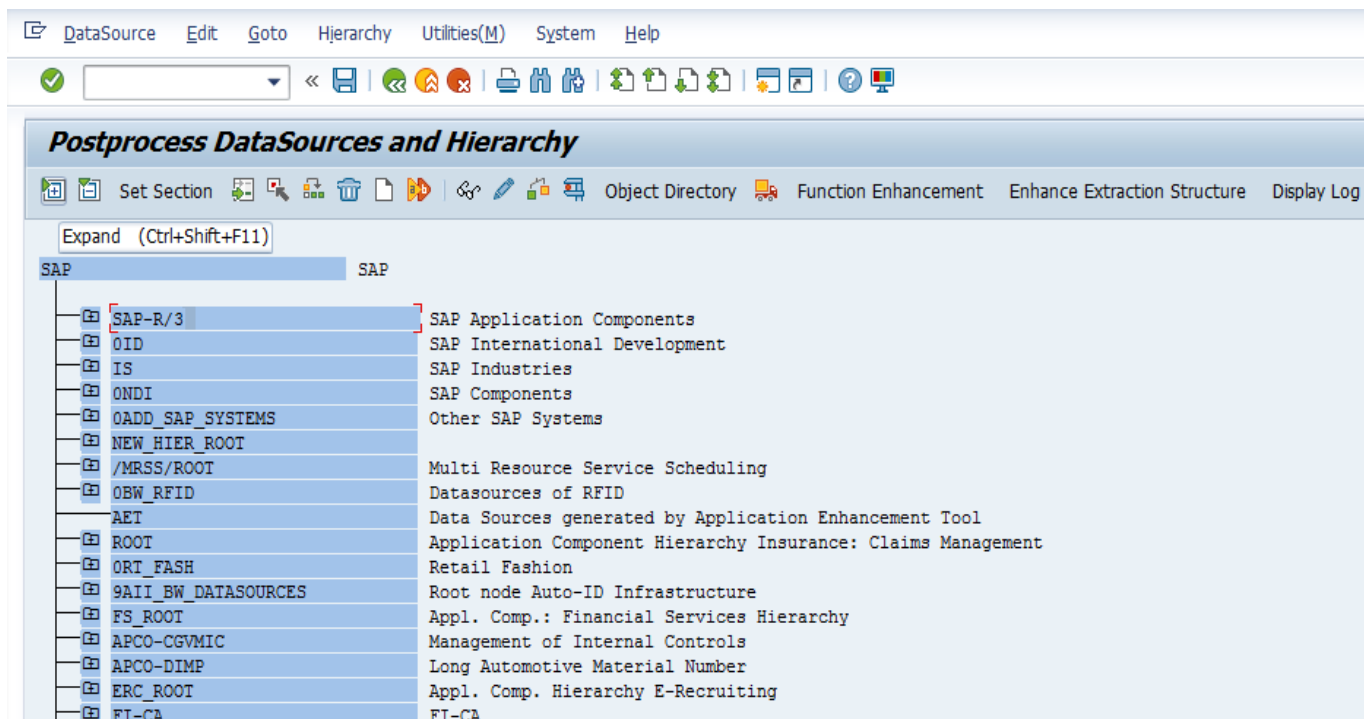 DataSource Edit Goto Hierarchy Utilities(M) System Help
Postprocess DataSources and Hierarchy
Set Section Object Directory Function Enhancement Enhance Extraction Structure Display Log
Expand (Ctrl+Shift+F11)
SAP SAP
SAP-R/3 SAP Application Components
0ID SAP International Development
IS SAP Industries
0NDI SAP Components
0ADD_SAP_SYSTEMS Other SAP Systems
NEW_HIER_ROOT
/MRSS/ROOT Multi Resource Service Scheduling
0BW_RFID Datasources of RFID
AET Data Sources generated by Application Enhancement Tool
ROOT Application Component Hierarchy Insurance: Claims Management
0RT_FASH Retail Fashion
9AII_BW_DATASOURCES Root node Auto-ID Infrastructure
FS_ROOT Appl. Comp.: Financial Services Hierarchy
APCO-CGVMIC Management of Internal Controls
APCO-DIMP Long Automotive Material Number
ERC_ROOT Appl. Comp. Hierarchy E-Recruiting
FI-CA FI-CA